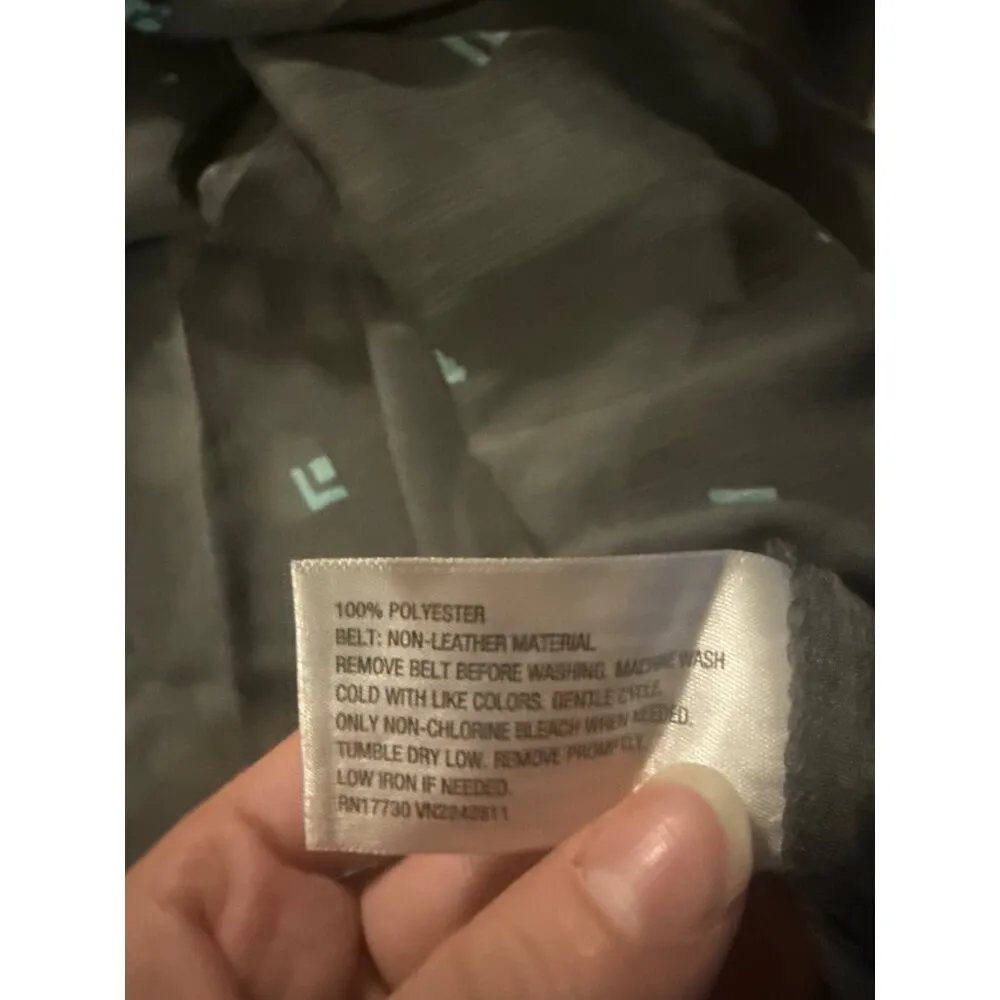 100% POLYESTER
BELT: NON-LEATHER MATERIAL
REMOVE BELT BEFORE WASHING. MACHINE WASH
COLD WITH LIKE COLORS. GENTLE CYCLE.
ONLY NON-CHLORINE BLEACH WHEN NEEDED.
TUMBLE DRY LOW. REMOVE PROMPTLY.
LOW IRON IF NEEDED.
RN17730